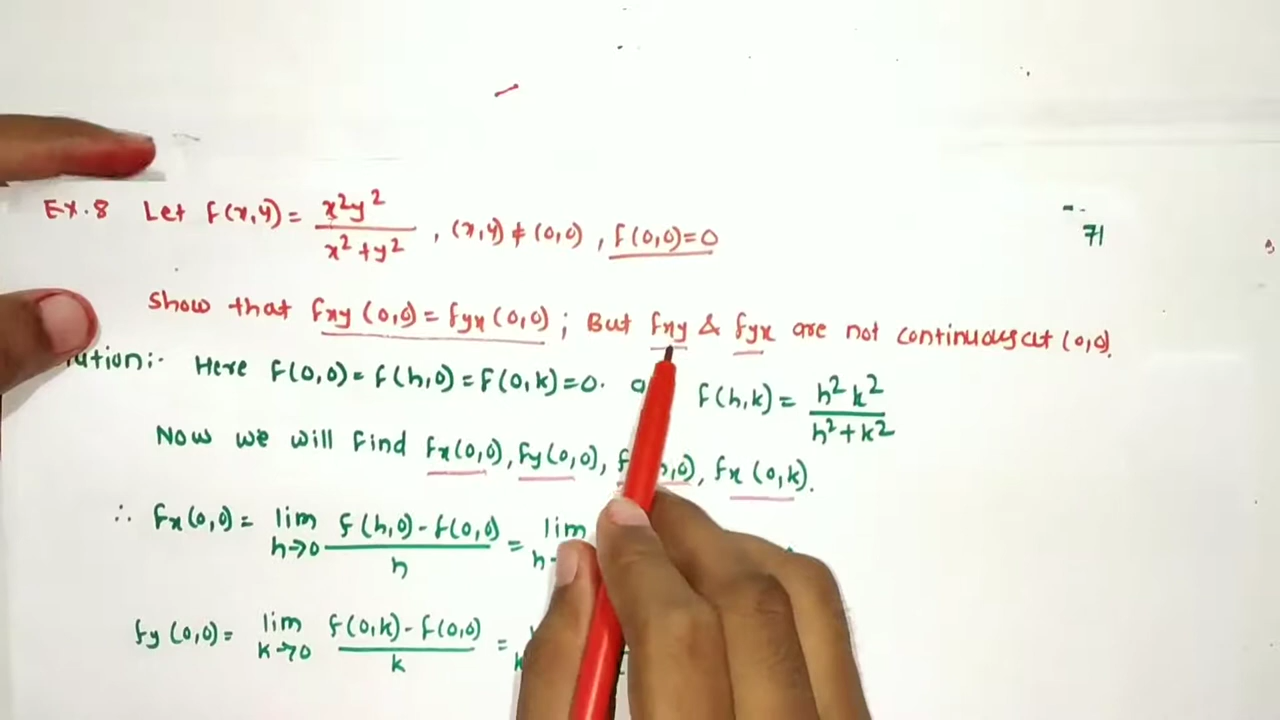 Ex.8 Let f(x,y) = x²y² / x²+y² , (x,y) ≠ (0,0) , f(0,0)=0
71
Show that fxy (0,0) = fyx (0,0) ; But fxy & fyx are not continuous at (0,0).
ution:- Here f(0,0) = f(h,0) = f(0,k) = 0. f(h,k) = h²k² / h²+k²
Now we will find fx(0,0), fy(0,0), fx (0,k).
∴ fx(0,0) = lim h→0 f(h,0) - f(0,0) / h = lim
fy (0,0) = lim k→0 f(0,k) - f(0,0) / k =